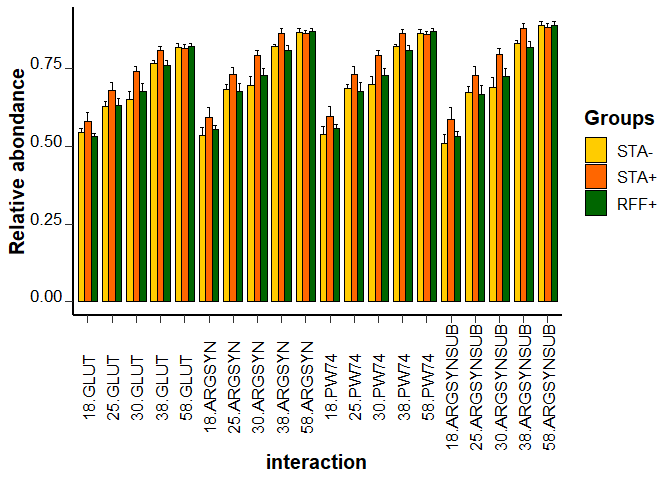 Relative abundance
0.75
0.50
0.25
0.00
18.GLUT
25.GLUT
30.GLUT
38.GLUT
58.GLUT
18.ARGSYN
25.ARGSYN
30.ARGSYN
38.ARGSYN
58.ARGSYN
18.PW74
25.PW74
30.PW74
38.PW74
58.PW74
18.ARGSYNSUB
25.ARGSYNSUB
30.ARGSYNSUB
38.ARGSYNSUB
58.ARGSYNSUB
interaction
Groups
STA-
STA+
RFF+